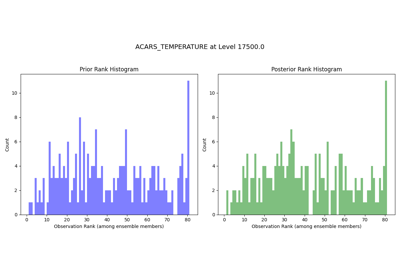 ACARS_TEMPERATURE at Level 17500.0
Prior Rank Histogram
Posterior Rank Histogram
Count
10
8
6
4
2
0
0 10 20 30 40 50 60 70 80
Observation Rank (among ensemble members)
Count
10
8
6
4
2
0
0 10 20 30 40 50 60 70 80
Observation Rank (among ensemble members)